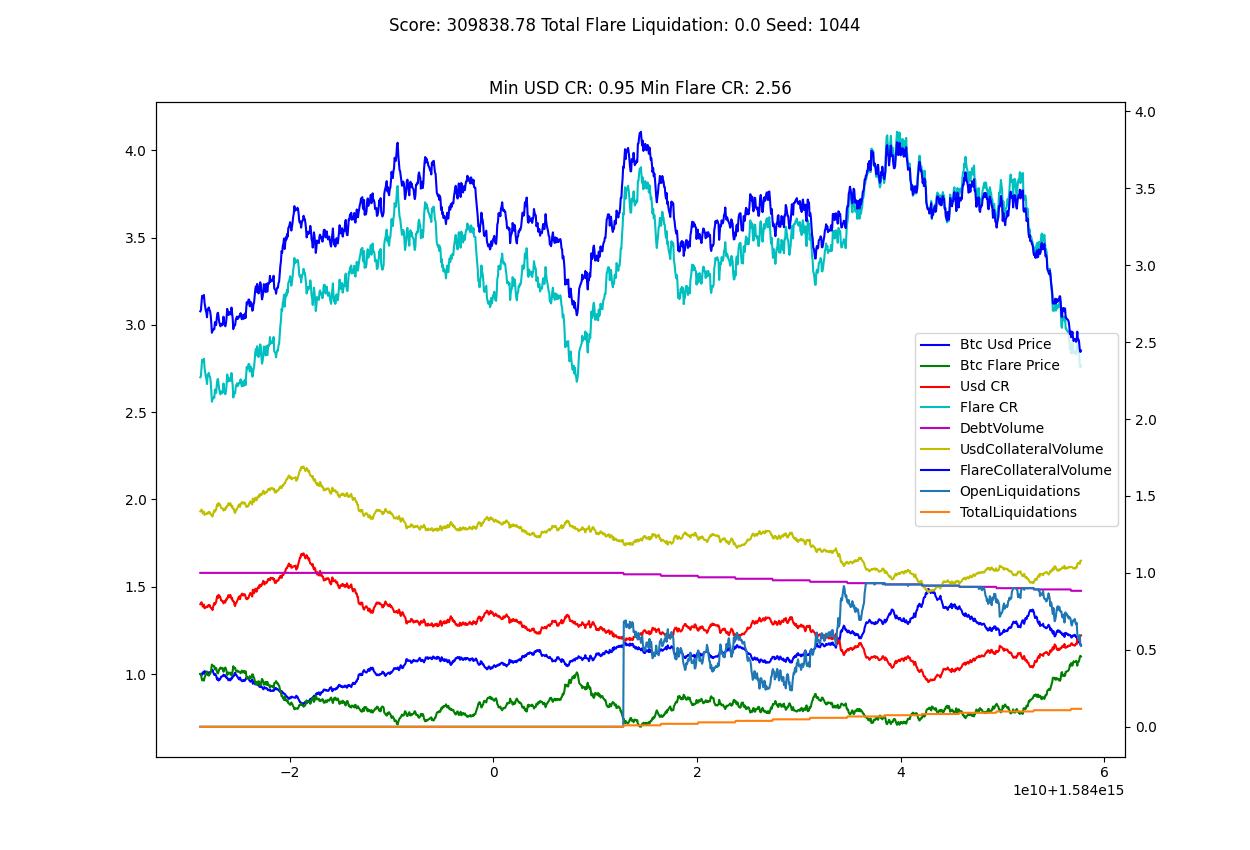 Score: 309838.78 Total Flare Liquidation: 0.0 Seed: 1044
Min USD CR: 0.95 Min Flare CR: 2.56
4.0
3.5
3.0
2.5
2.0
1.5
1.0
4.0
3.5
3.0
2.5
2.0
1.5
1.0
0.5
0.0
Btc Usd Price
Btc Flare Price
Usd CR
Flare CR
DebtVolume
UsdCollateralVolume
FlareCollateralVolume
OpenLiquidations
TotalLiquidations
−2 0 2 4 6
1e10+1.584e15